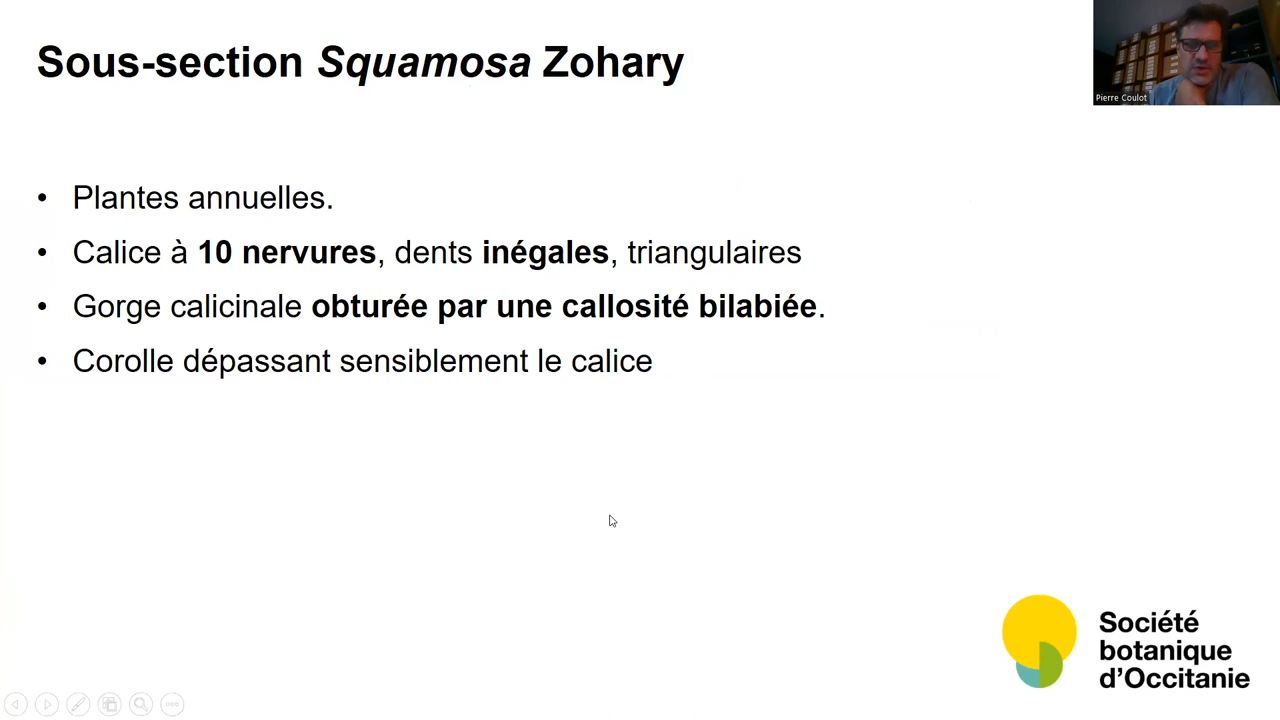 Sous-section Squamosa Zohary
Pierre Coulot
• Plantes annuelles.
• Calice à 10 nervures, dents inégales, triangulaires
• Gorge calicinale obturée par une callosité bilabiée.
• Corolle dépassant sensiblement le calice
Société
botanique
d'Occitanie